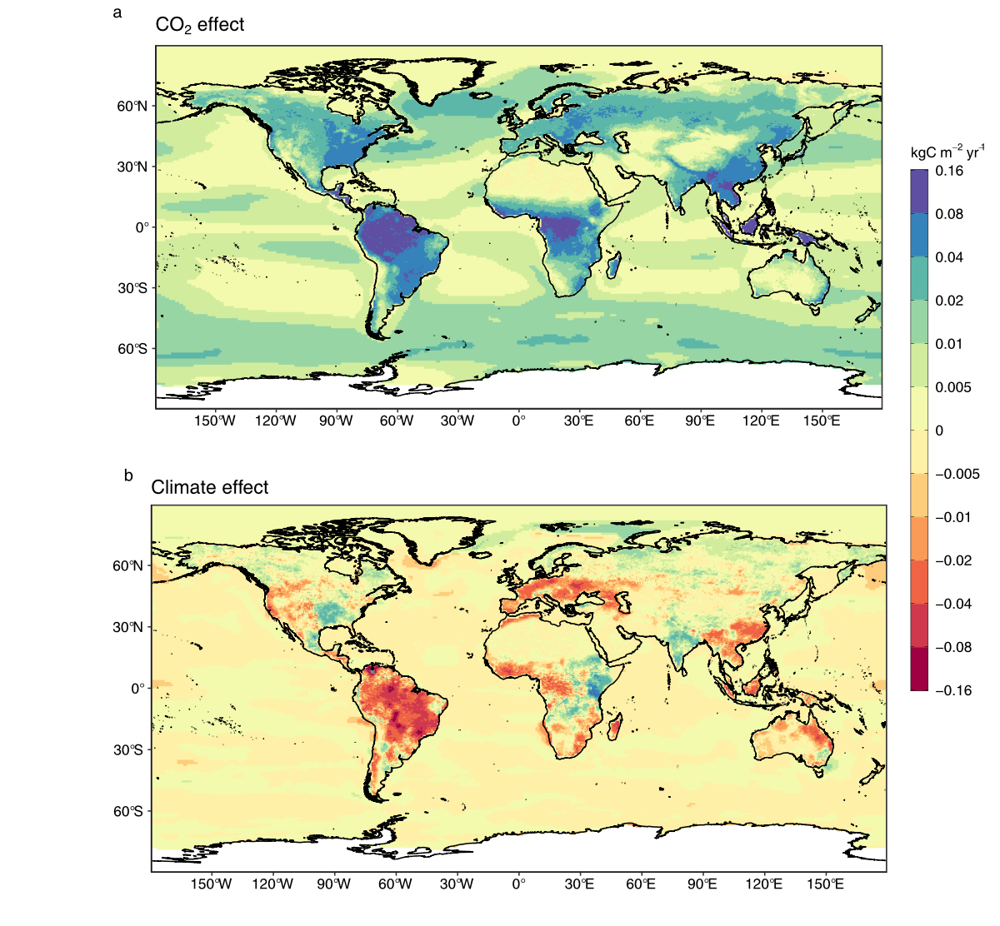 a
CO₂ effect
60°N
30°N
0°
30°S
60°S
150°W 120°W 90°W 60°W 30°W 0° 30°E 60°E 90°E 120°E 150°E
kgC m⁻² yr⁻¹
0.16
0.08
0.04
0.02
0.01
0.005
0
−0.005
−0.01
−0.02
−0.04
−0.08
−0.16
b
Climate effect
60°N
30°N
0°
30°S
60°S
150°W 120°W 90°W 60°W 30°W 0° 30°E 60°E 90°E 120°E 150°E